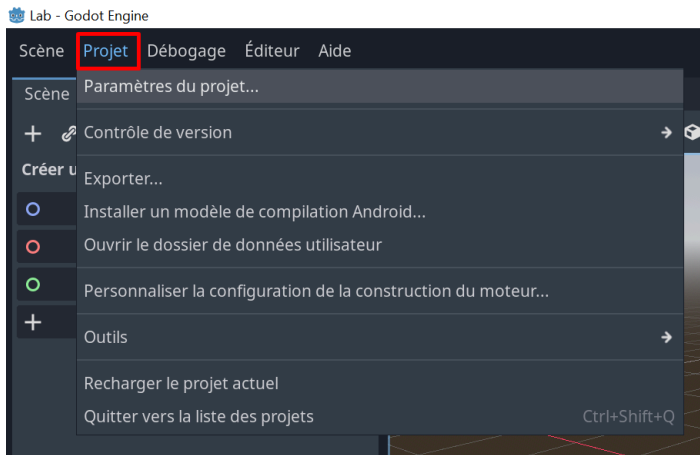 Lab - Godot Engine
Scène Projet Débogage Éditeur Aide
Scène
Paramètres du projet...
Contrôle de version
Créer u
Exporter...
Installer un modèle de compilation Android...
Ouvrir le dossier de données utilisateur
Personnaliser la configuration de la construction du moteur...
Outils
Recharger le projet actuel
Quitter vers la liste des projets Ctrl+Shift+Q